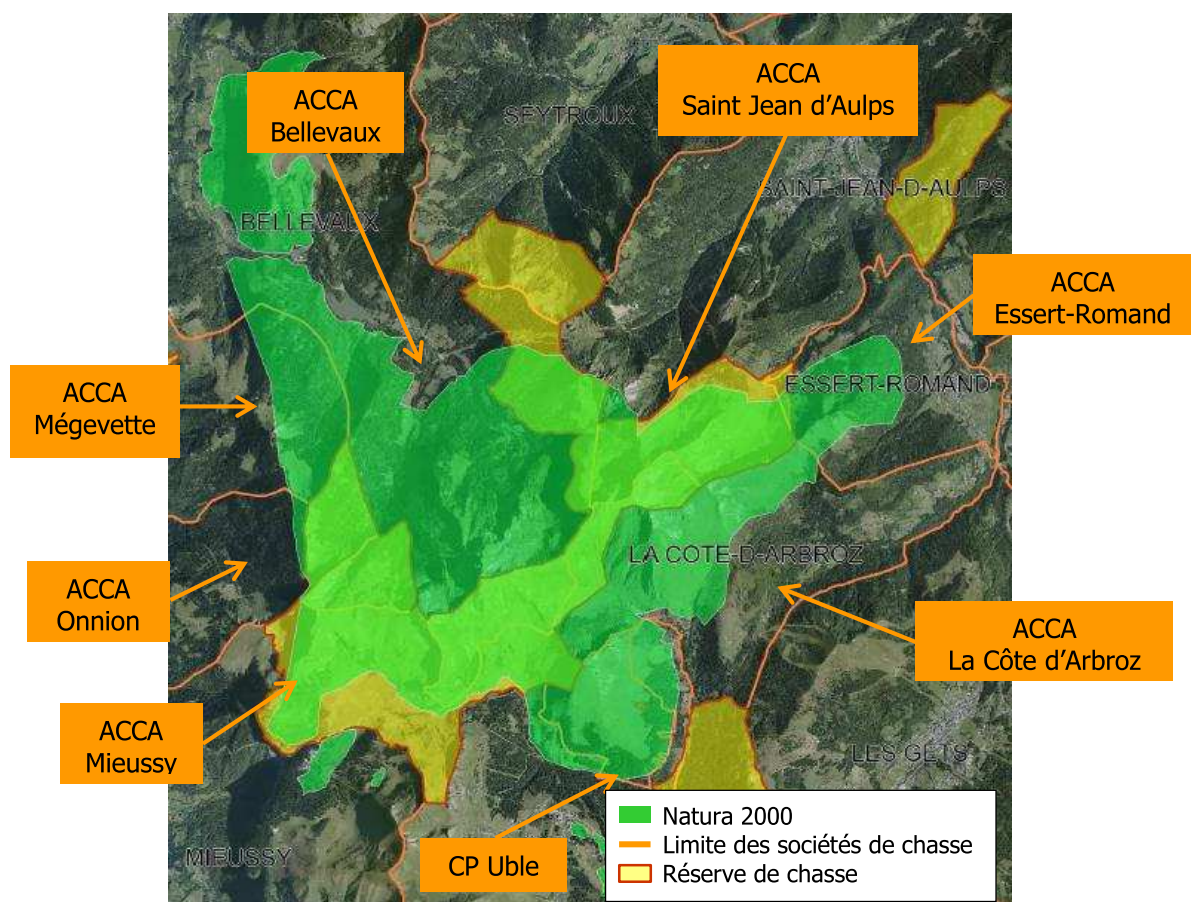 ACCA
Saint Jean d'Aulps
ACCA
Bellevaux
SEYTROUX
SAINT-JEAN-D-AULPS
BELLEVAUX
ACCA
Essert-Romand
ACCA
Mégevette
ESSERT-ROMAND
LA COTE-D-ARBROZ
ACCA
Onnion
ACCA
La Côte d'Arbroz
ACCA
Mieussy
LES GETS
Natura 2000
Limite des sociétés de chasse
Réserve de chasse
MIEUSSY
CP Uble